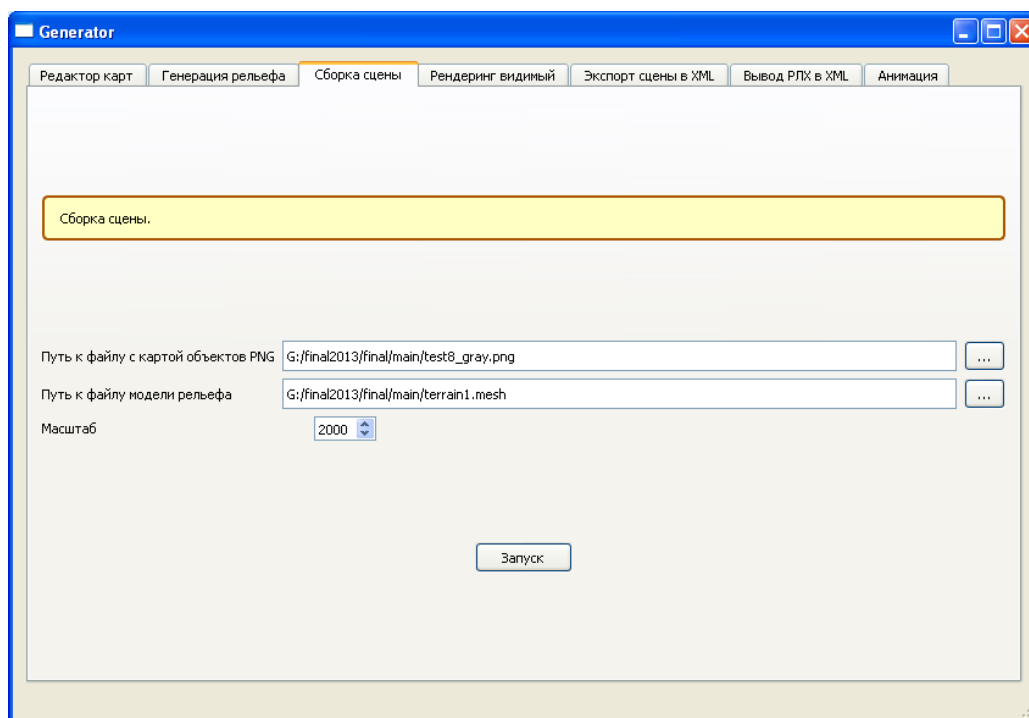 Generator
Редактор карт Генерация рельефа Сборка сцены Рендеринг видимый Экспорт сцены в XML Вывод РЛХ в XML Анимация
Сборка сцены.
Путь к файлу с картой объектов PNG G:/final2013/final/main/test8_gray.png ...
Путь к файлу модели рельефа G:/final2013/final/main/terrain1.mesh ...
Масштаб 2000
Запуск